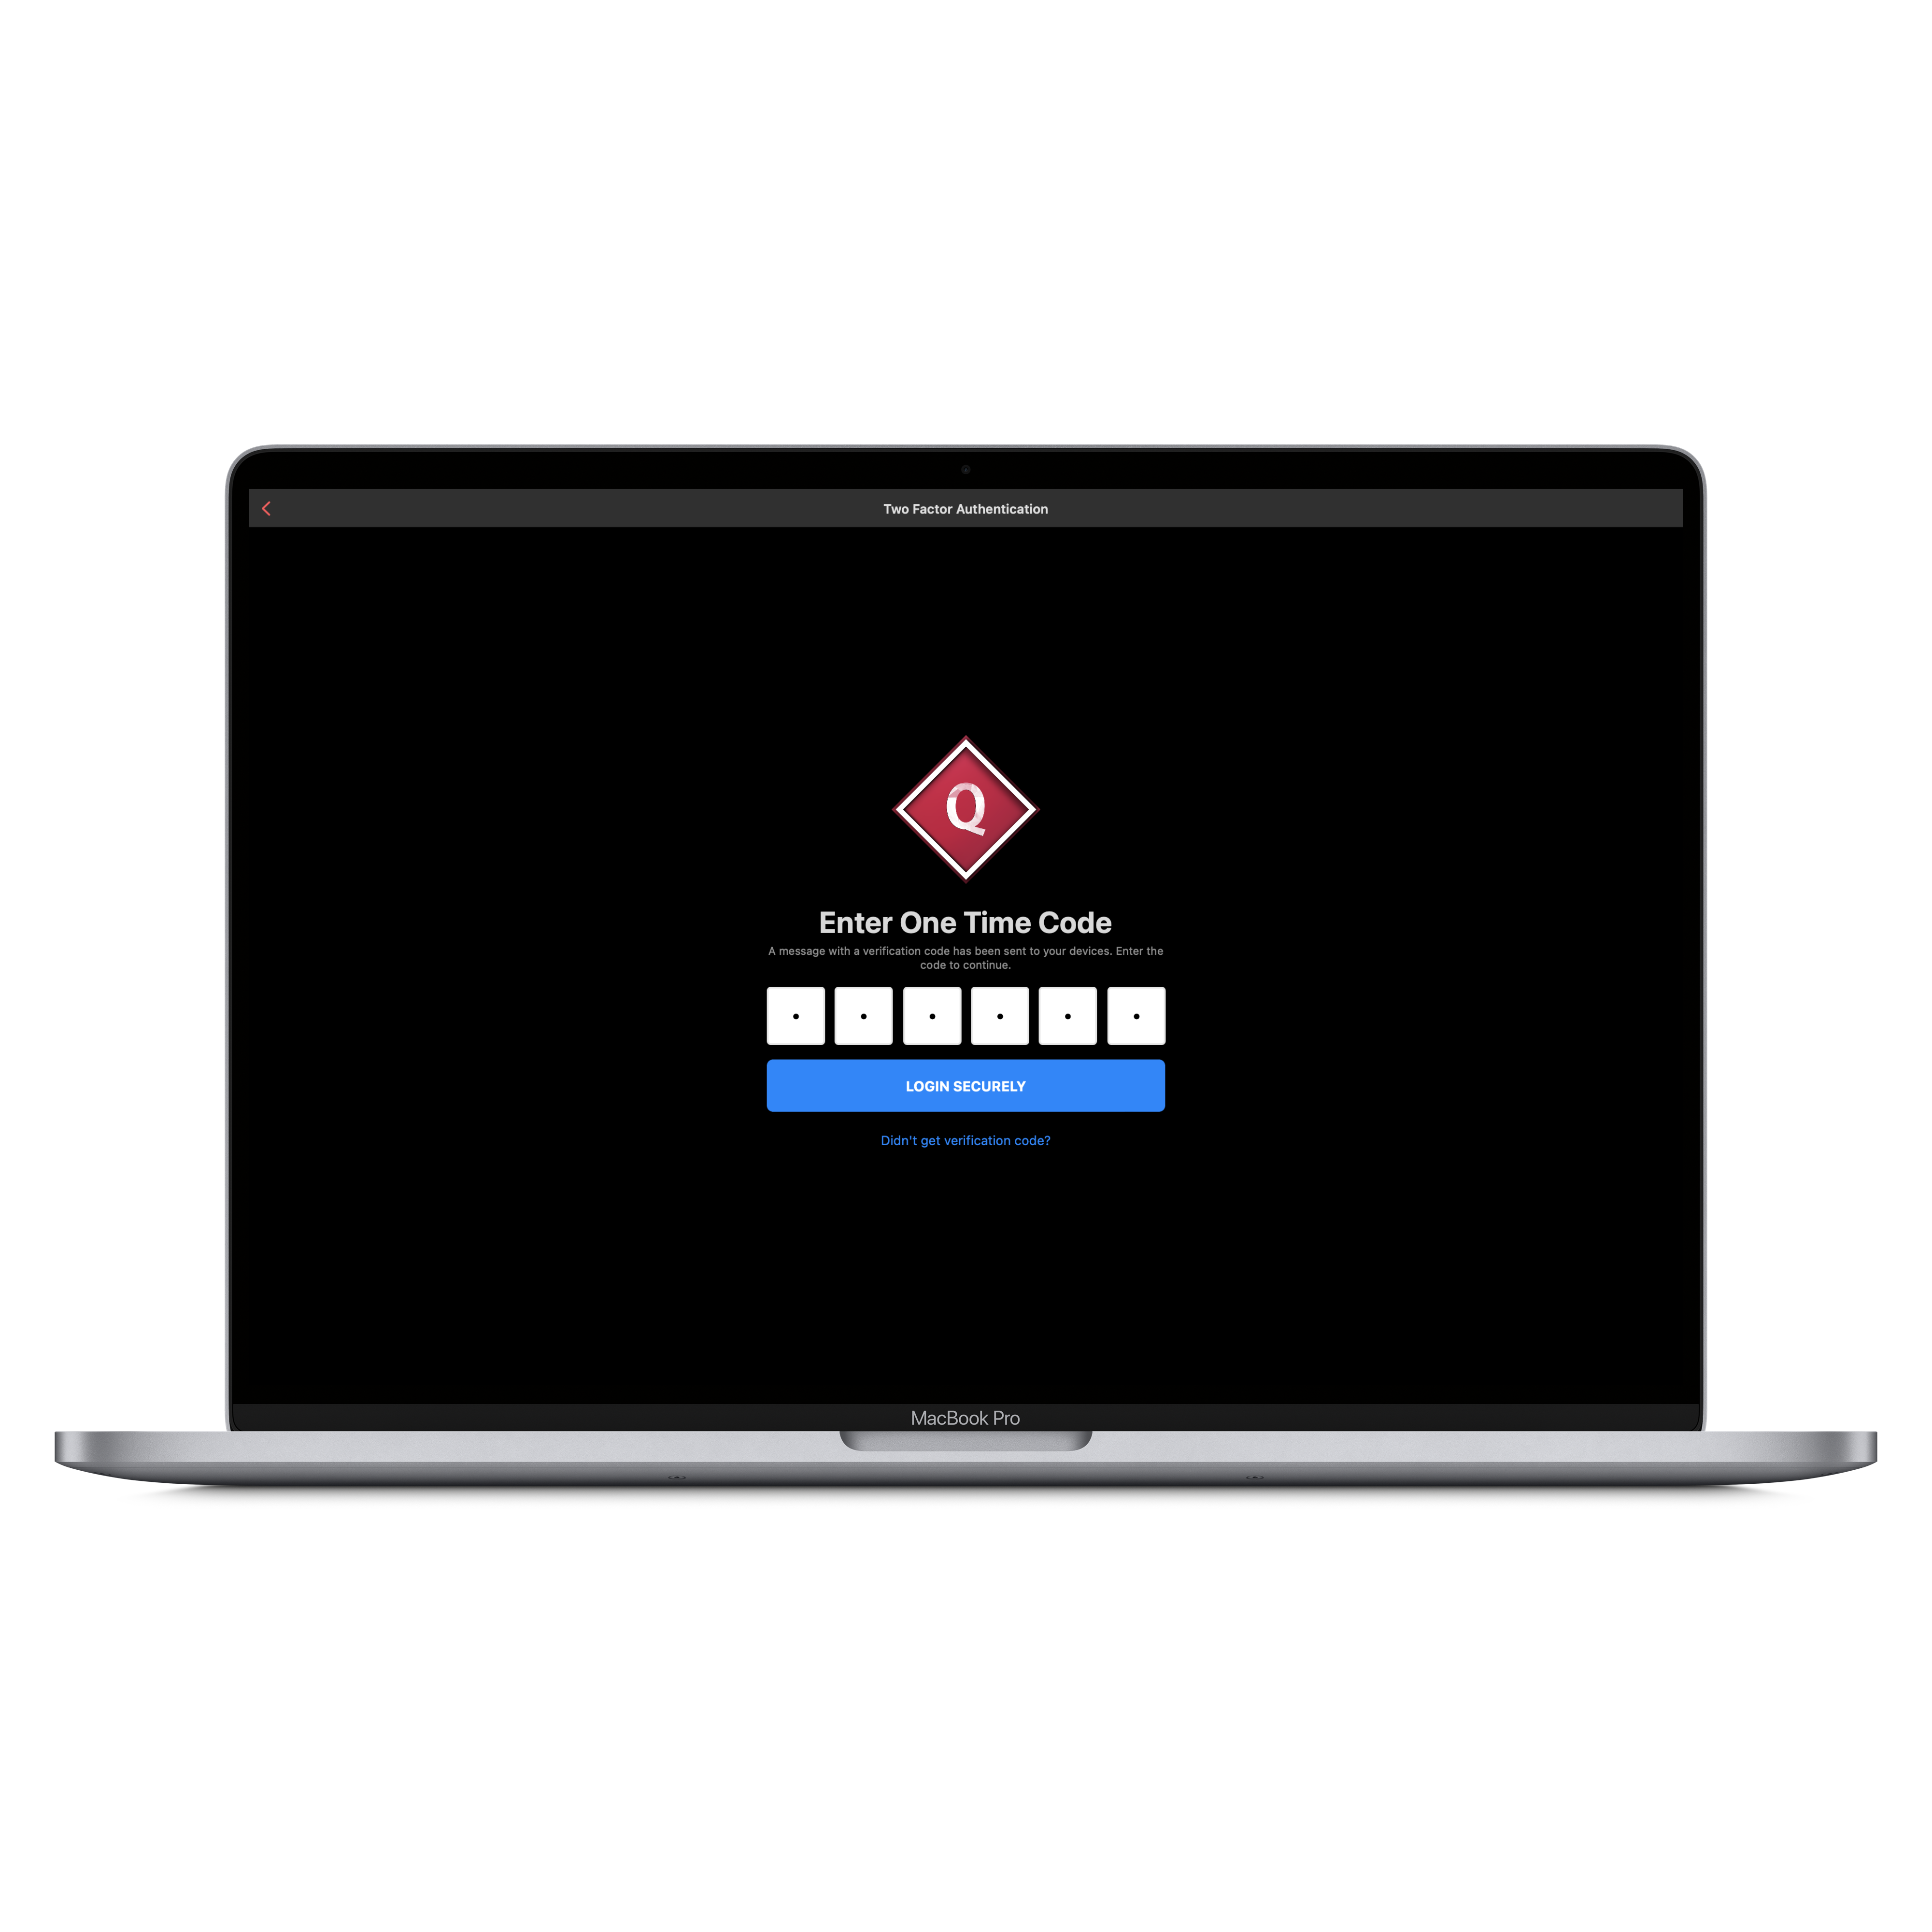 Two Factor Authentication
Q
Enter One Time Code
A message with a verification code has been sent to your devices. Enter the
code to continue.
LOGIN SECURELY
Didn't get verification code?
MacBook Pro